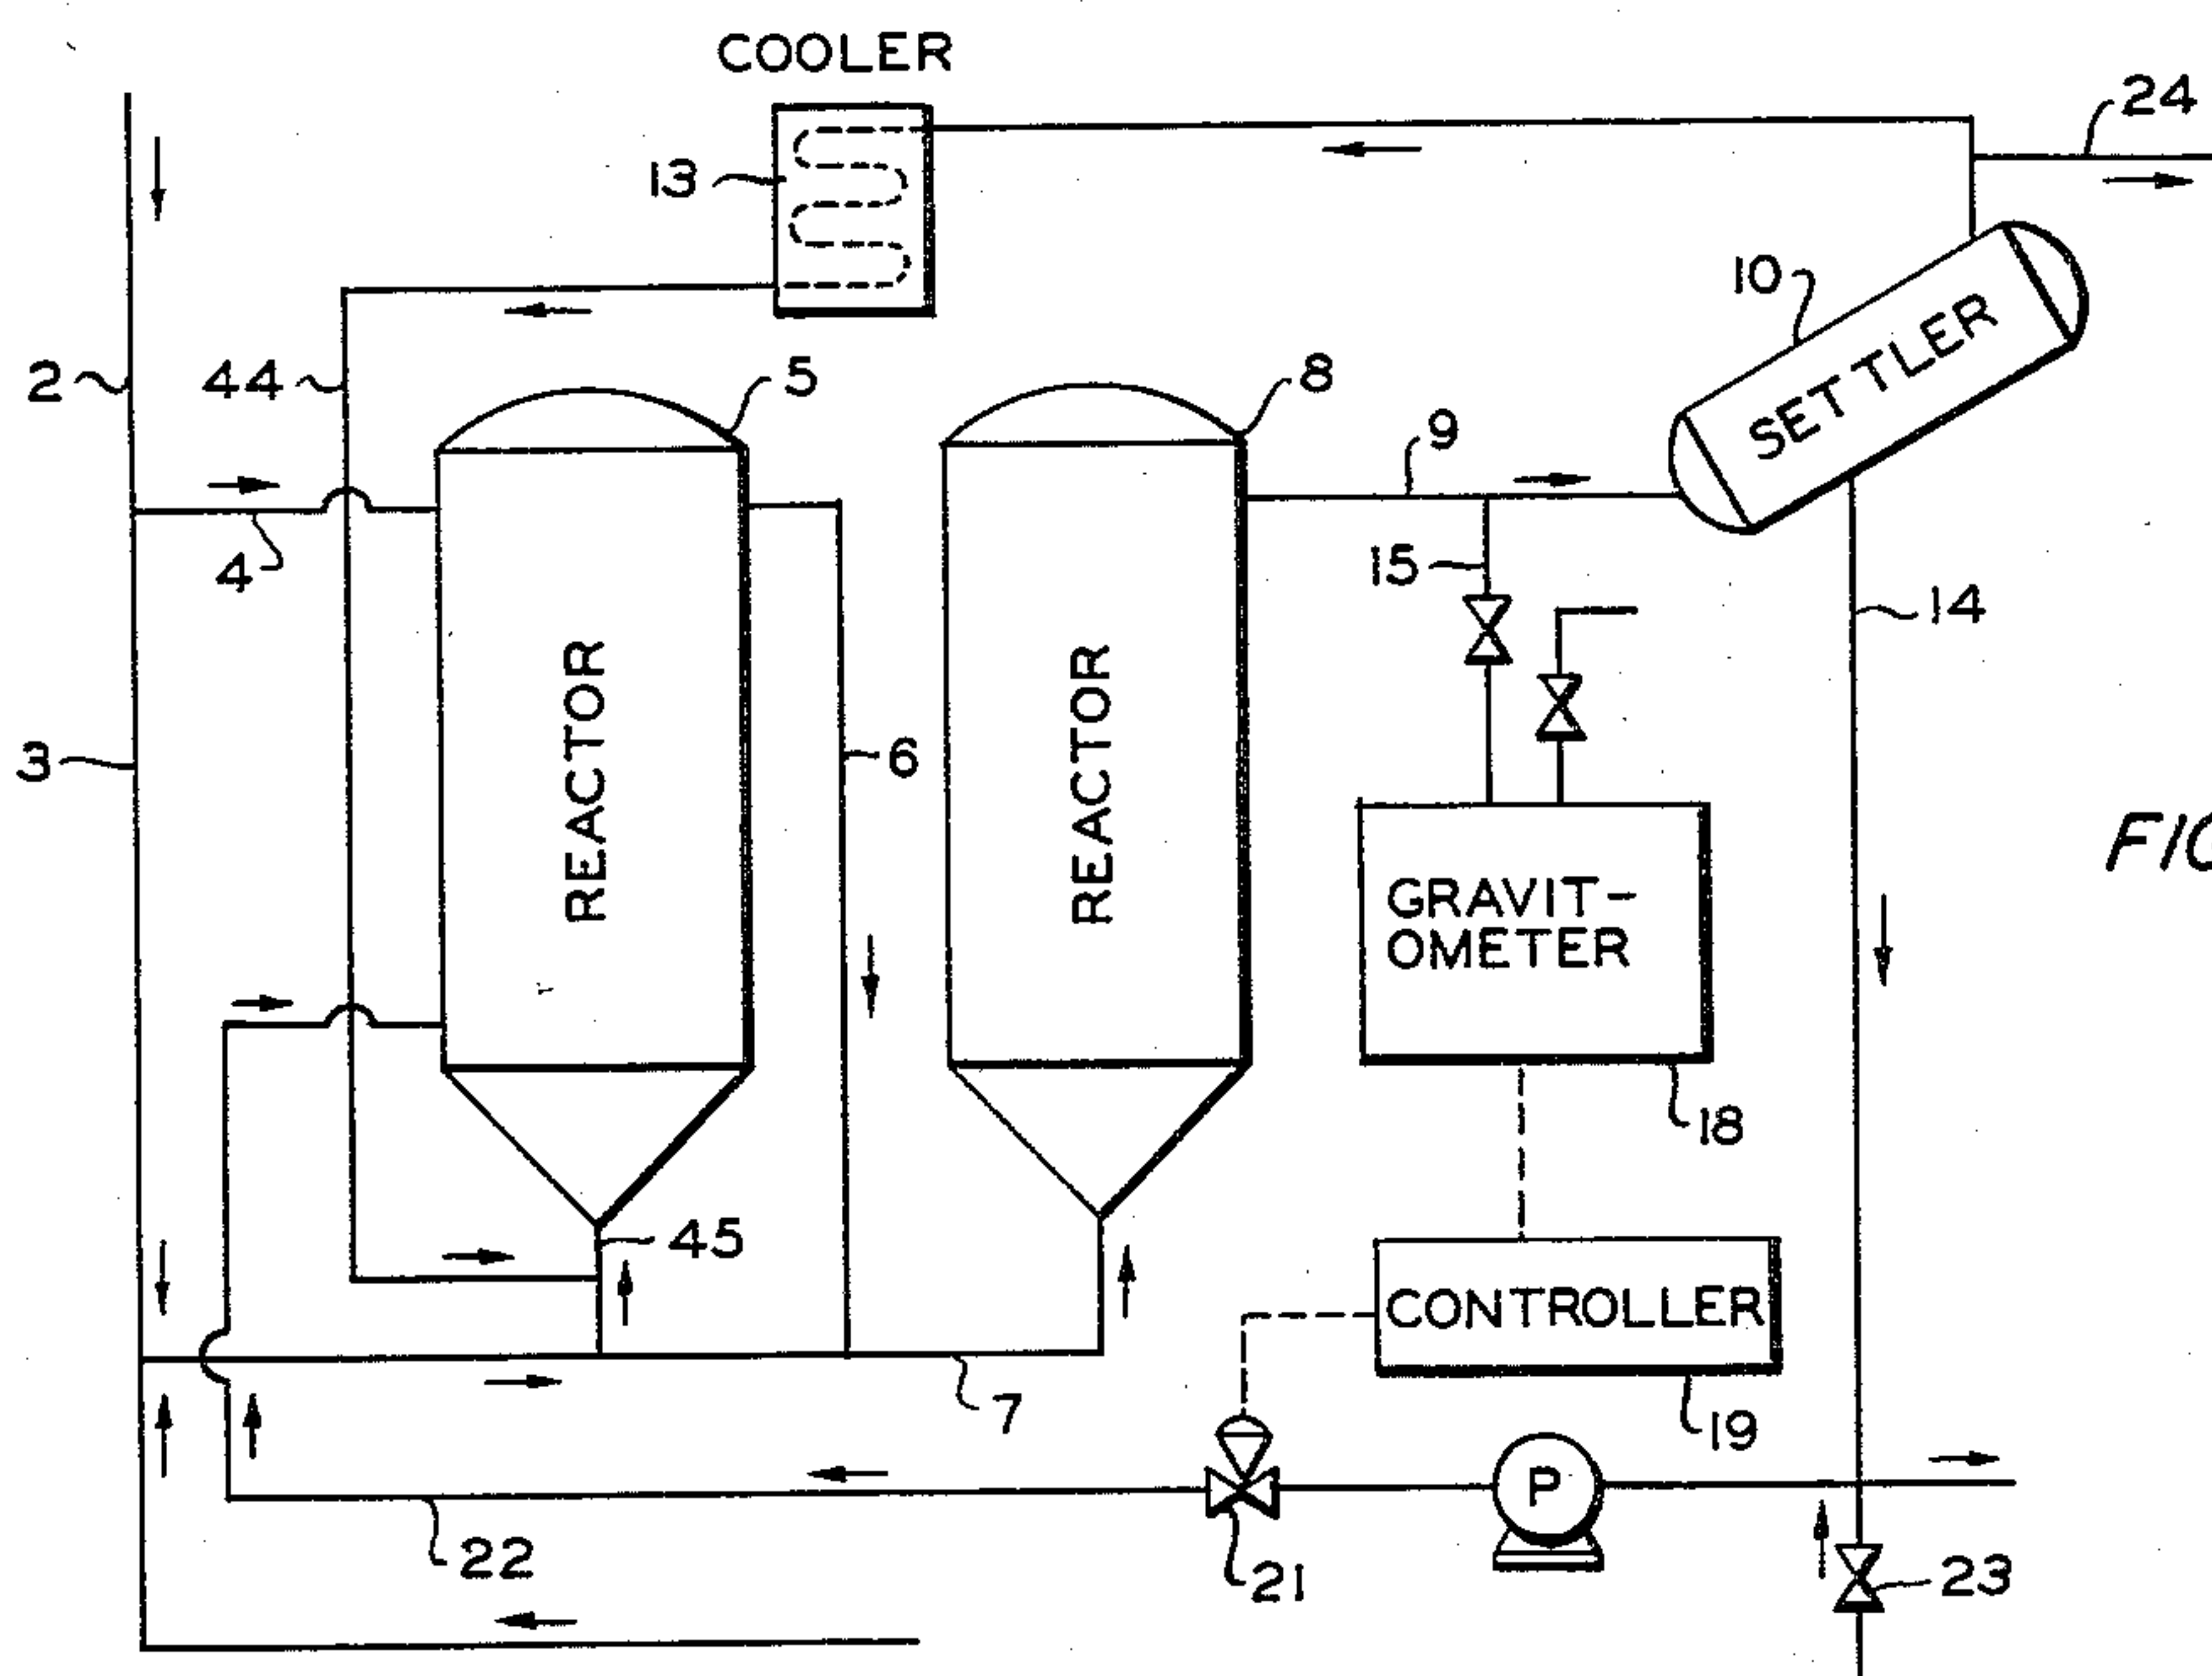 COOLER
24
13
10
SETTLER
2
44
5
8
9
4
15
14
3
REACTOR
6
REACTOR
GRAVIT-
OMETER
FIG
18
45
CONTROLLER
7
19
P
22
21
23